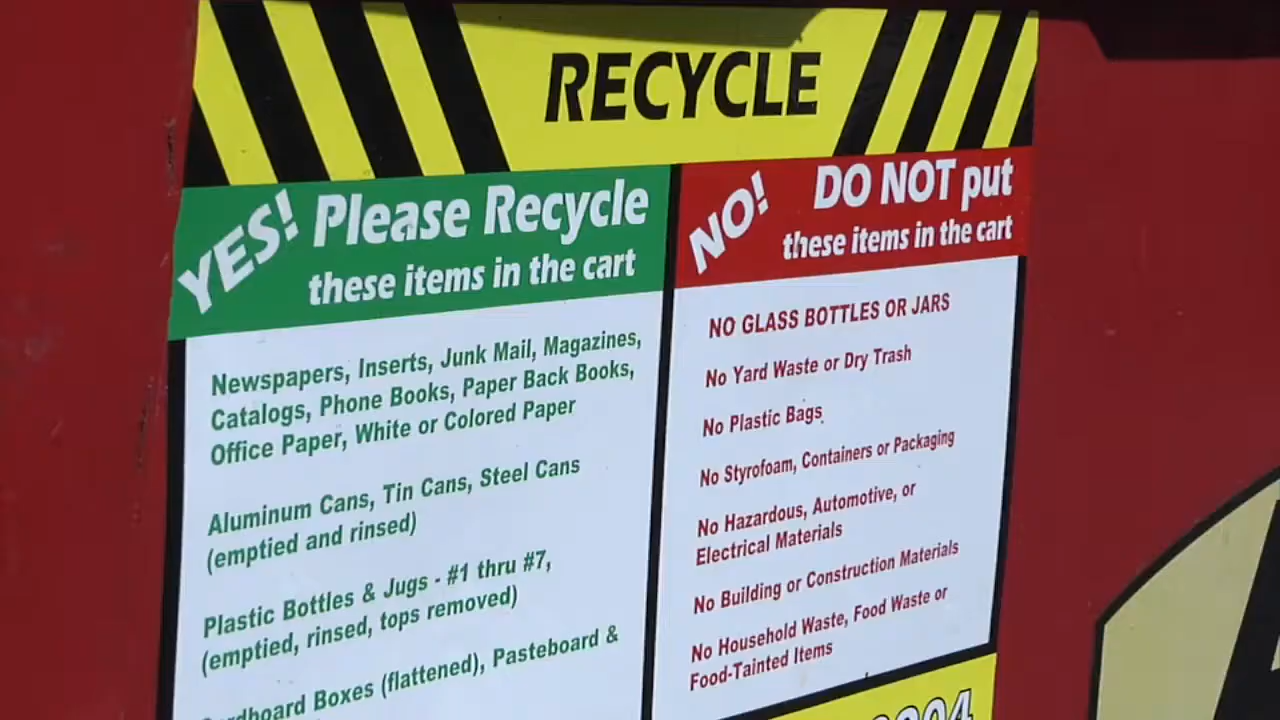 RECYCLE
YES! Please Recycle
these items in the cart
Newspapers, Inserts, Junk Mail, Magazines,
Catalogs, Phone Books, Paper Back Books,
Office Paper, White or Colored Paper
Aluminum Cans, Tin Cans, Steel Cans
(emptied and rinsed)
Plastic Bottles & Jugs - #1 thru #7,
(emptied, rinsed, tops removed)
Boxes (flattened), Pasteboard &
NO! DO NOT put
these items in the cart
NO GLASS BOTTLES OR JARS
No Yard Waste or Dry Trash
No Plastic Bags
No Styrofoam, Containers or Packaging
No Hazardous, Automotive, or
Electrical Materials
No Building or Construction Materials
No Household Waste, Food Waste or
Food-Tainted Items